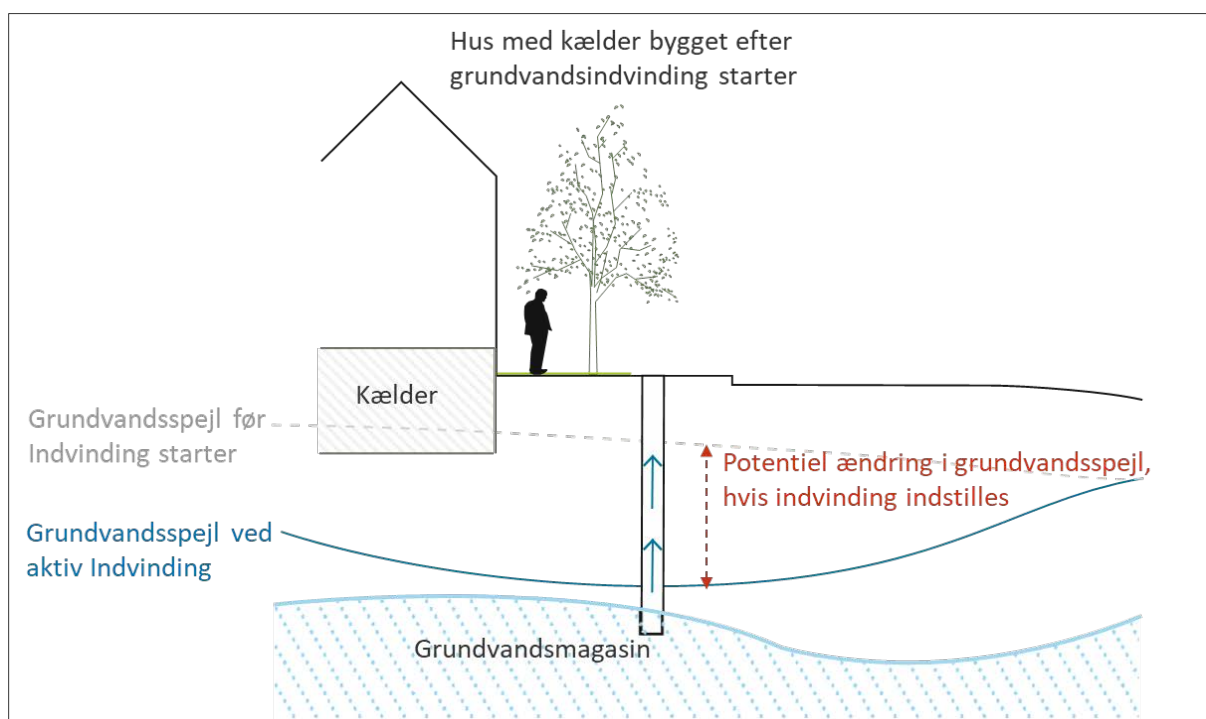 Hus med kælder bygget efter
grundvandsindvinding starter
Kælder
Grundvandsspejl før
Indvinding starter
Potentiel ændring i grundvandsspejl,
hvis indvinding indstilles
Grundvandsspejl ved
aktiv Indvinding
Grundvandsmagasin